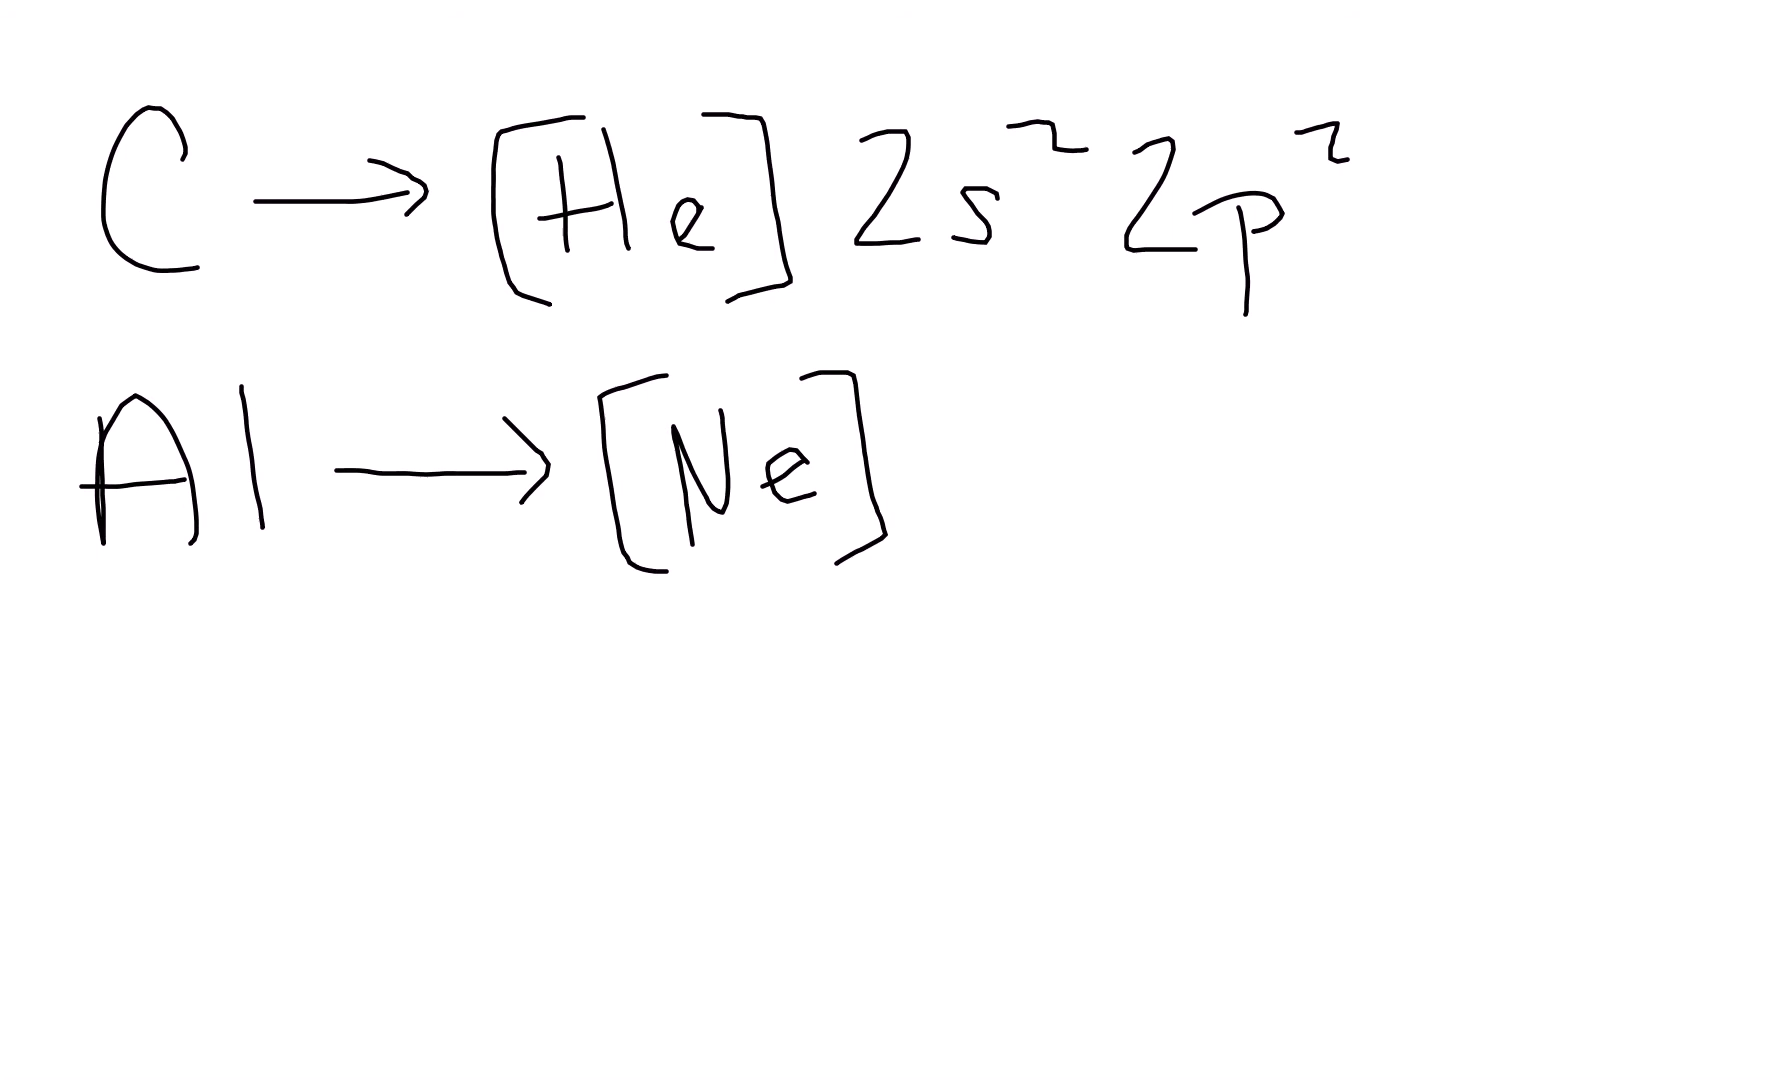 C → [He] 2s² 2p²
Al → [Ne]